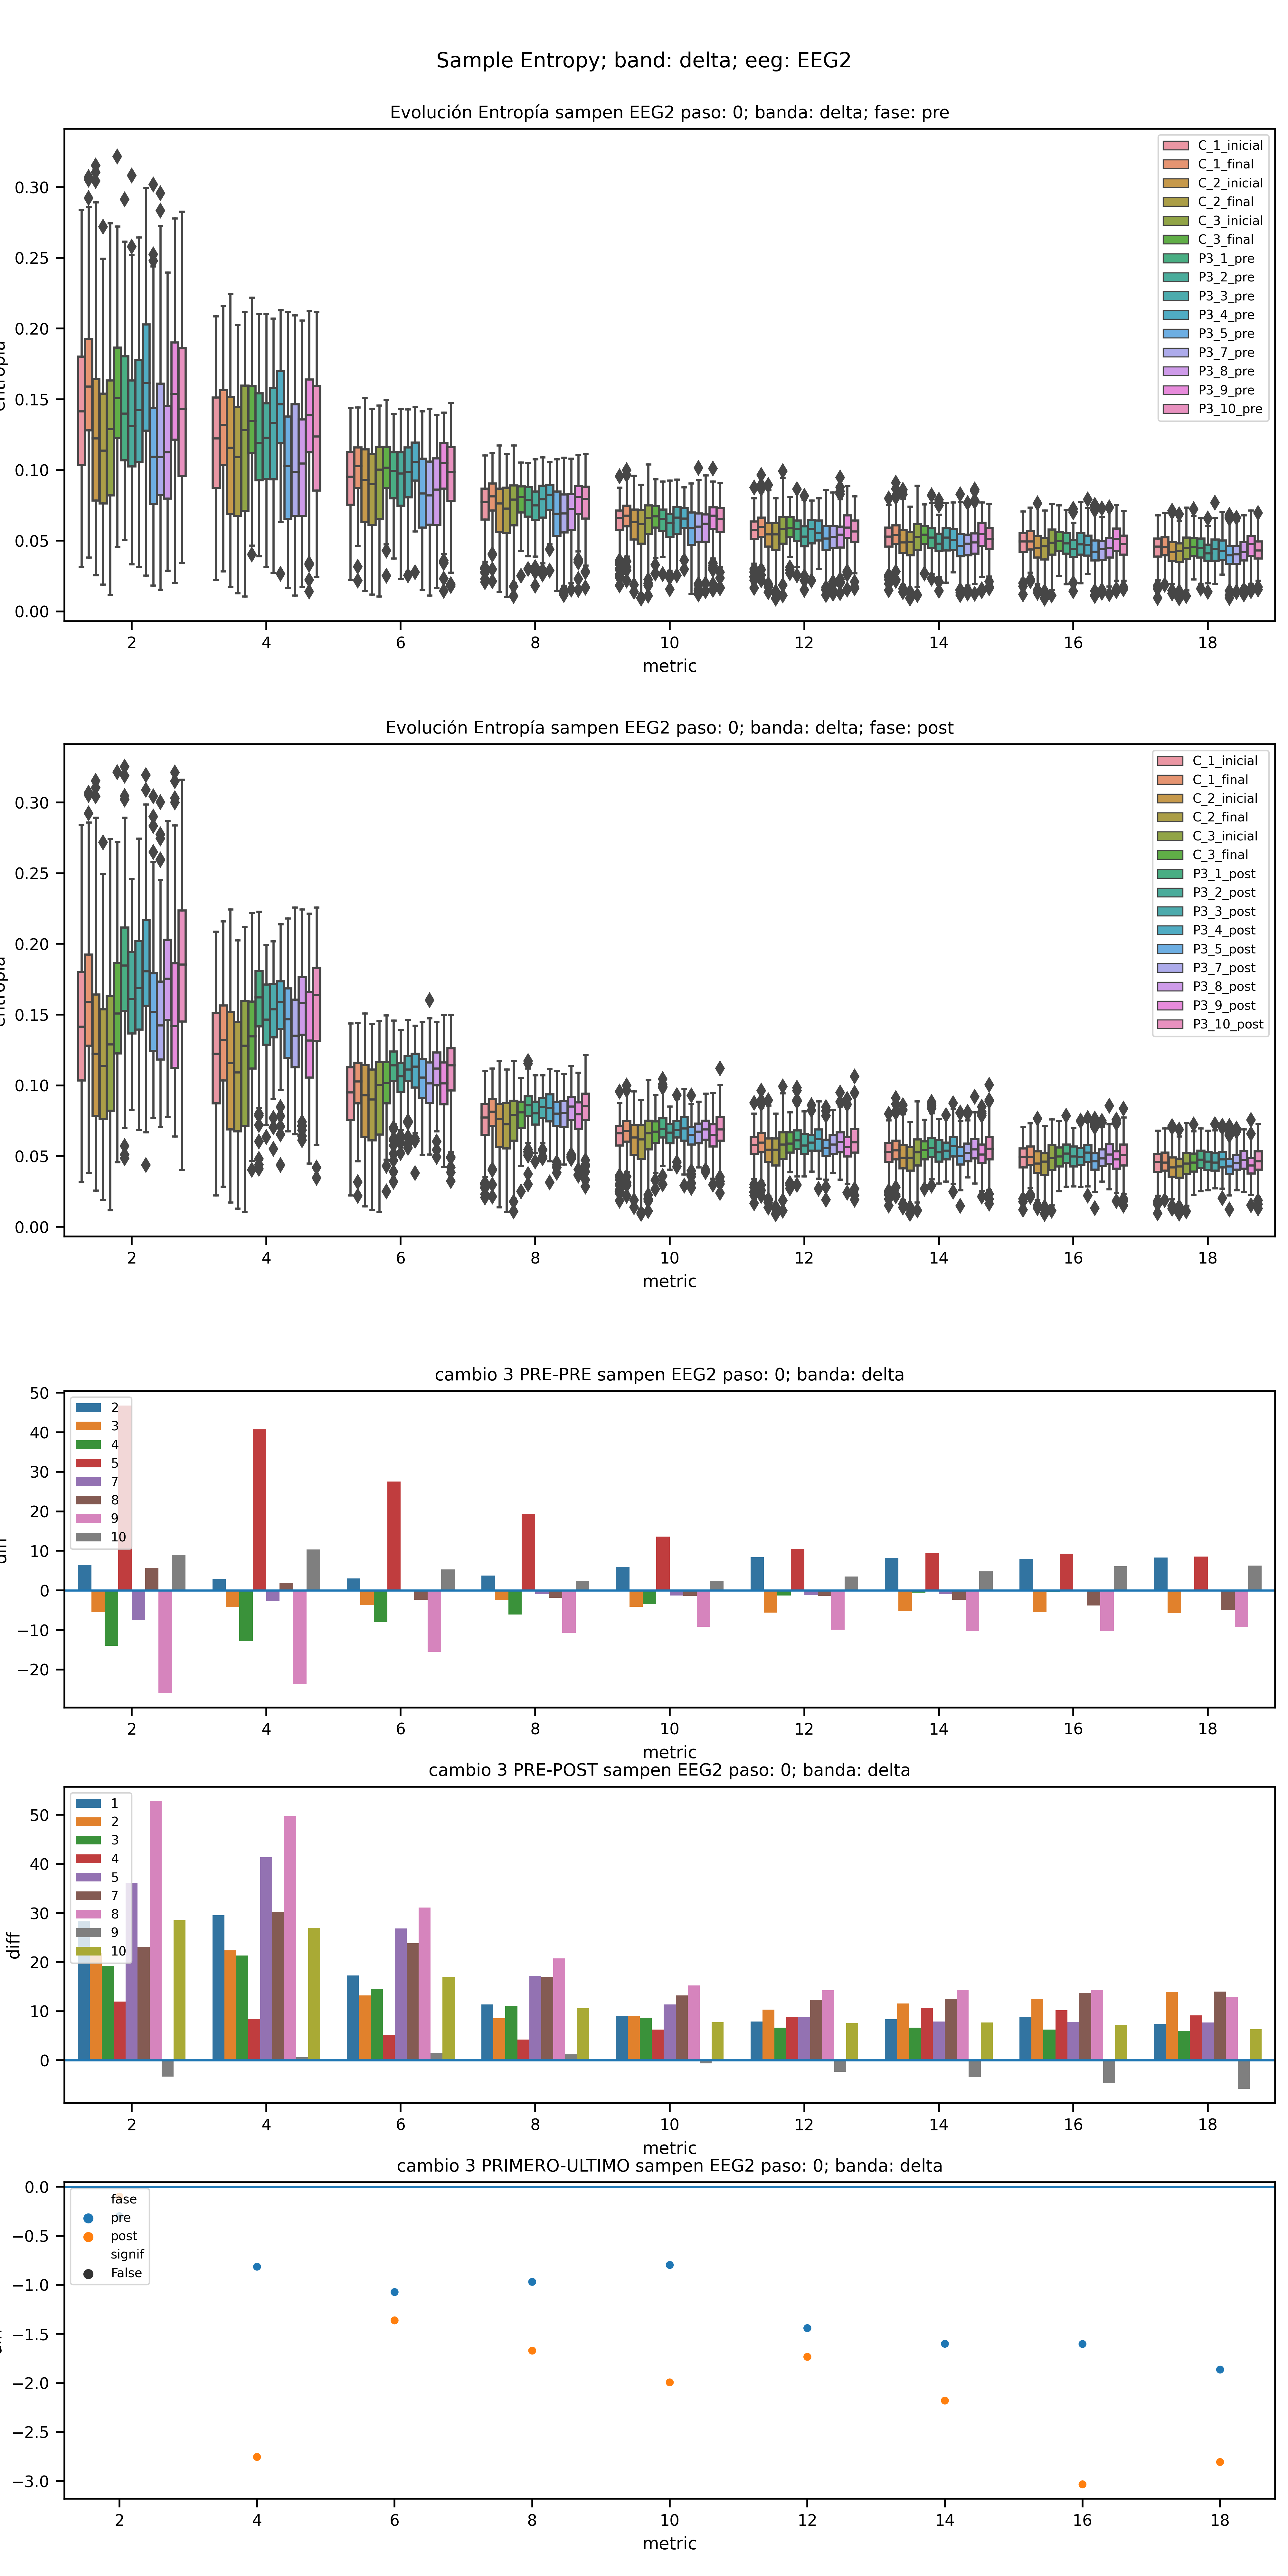 Sample Entropy; band: delta; eeg: EEG2
Evolución Entropía sampen EEG2 paso: 0; banda: delta; fase: pre
0.30
0.25
0.20
0.15
0.10
0.05
0.00
C_1_inicial
C_1_final
C_2_inicial
C_2_final
C_3_inicial
C_3_final
P3_1_pre
P3_2_pre
P3_3_pre
P3_4_pre
P3_5_pre
P3_7_pre
P3_8_pre
P3_9_pre
P3_10_pre
2 4 6 8 10 12 14 16 18
metric
Evolución Entropía sampen EEG2 paso: 0; banda: delta; fase: post
0.30
0.25
0.20
0.15
0.10
0.05
0.00
C_1_inicial
C_1_final
C_2_inicial
C_2_final
C_3_inicial
C_3_final
P3_1_post
P3_2_post
P3_3_post
P3_4_post
P3_5_post
P3_7_post
P3_8_post
P3_9_post
P3_10_post
2 4 6 8 10 12 14 16 18
metric
cambio 3 PRE-PRE sampen EEG2 paso: 0; banda: delta
50
40
30
20
10
0
−10
−20
2
3
4
5
7
8
9
10
2 4 6 8 10 12 14 16 18
metric
cambio 3 PRE-POST sampen EEG2 paso: 0; banda: delta
diff
50
40
30
20
10
0
1
2
3
4
5
7
8
9
10
2 4 6 8 10 12 14 16 18
metric
cambio 3 PRIMERO-ULTIMO sampen EEG2 paso: 0; banda: delta
0.0
−0.5
−1.0
−1.5
−2.0
−2.5
−3.0
fase
pre
post
signif
False
2 4 6 8 10 12 14 16 18
metric